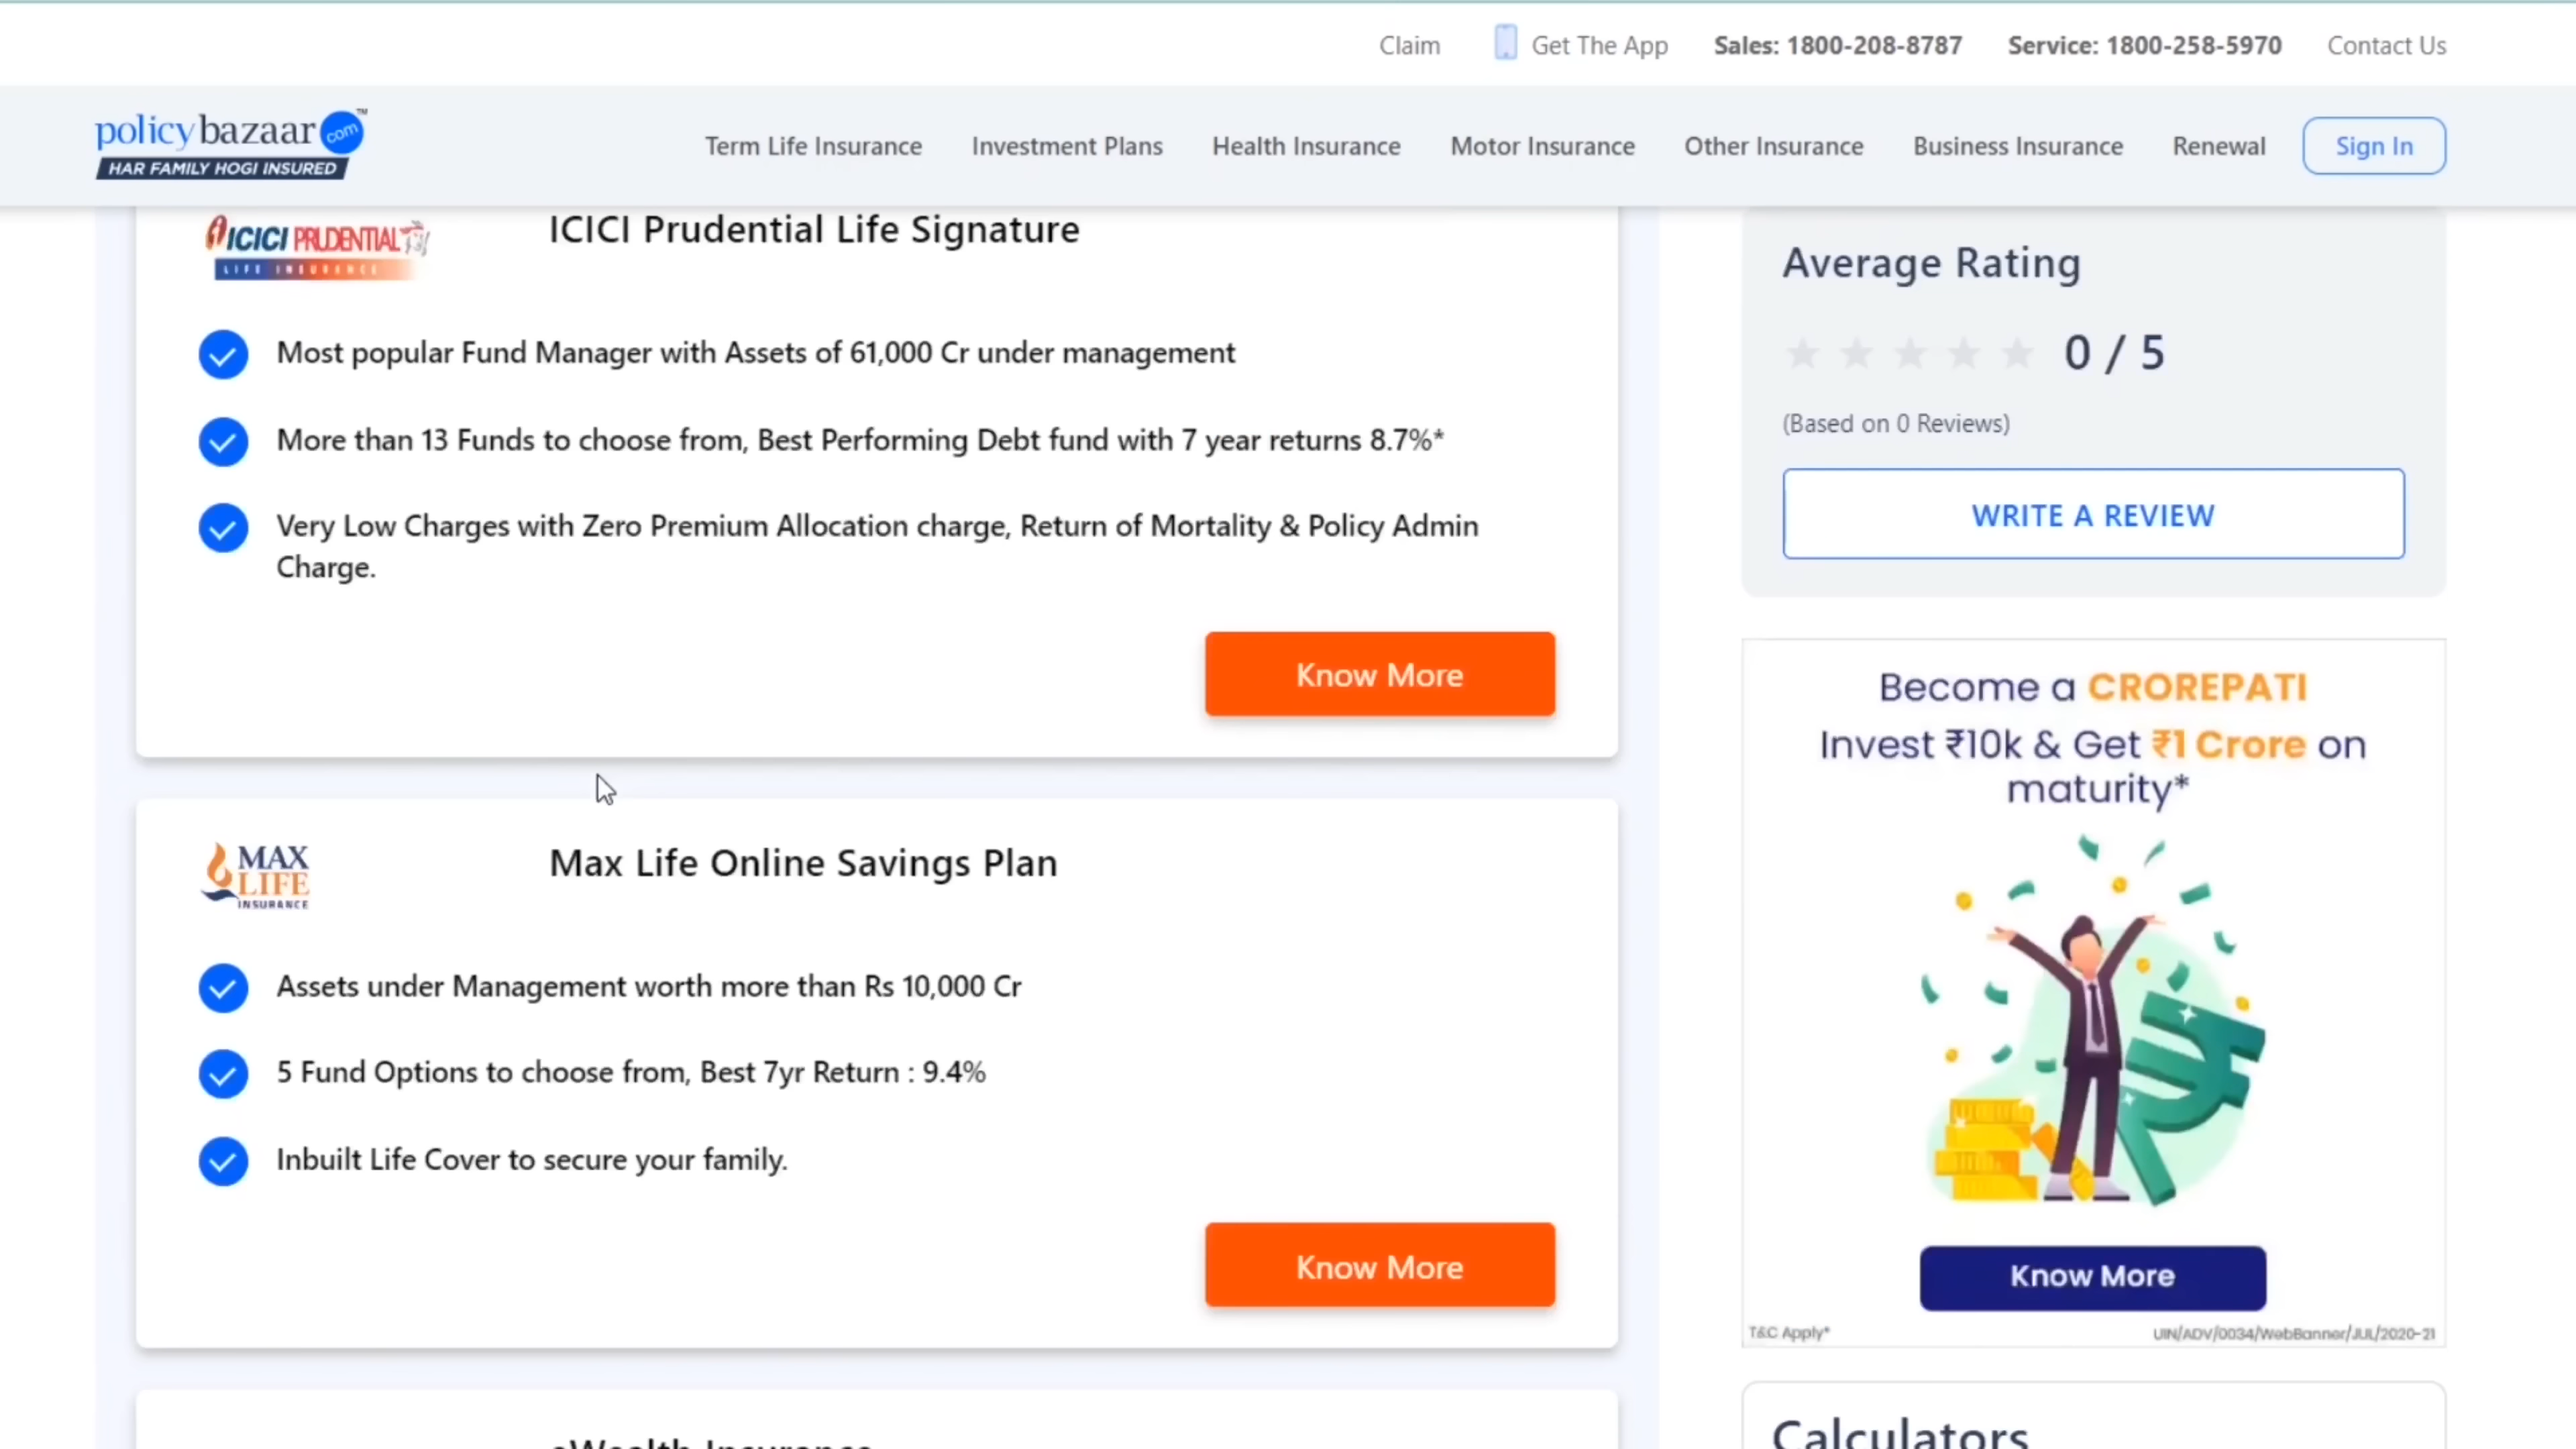 Claim
Get The App
Sales: 1800-208-8787
Service: 1800-258-5970
Contact Us
policybazaar com ™
HAR FAMILY HOGI INSURED
Term Life Insurance
Investment Plans
Health Insurance
Motor Insurance
Other Insurance
Business Insurance
Renewal
Sign In
ICICI PRUDENTIAL
LIFE INSURANCE
ICICI Prudential Life Signature
Most popular Fund Manager with Assets of 61,000 Cr under management
More than 13 Funds to choose from, Best Performing Debt fund with 7 year returns 8.7%*
Very Low Charges with Zero Premium Allocation charge, Return of Mortality & Policy Admin
Charge.
Know More
MAX
LIFE
INSURANCE
Max Life Online Savings Plan
Assets under Management worth more than Rs 10,000 Cr
5 Fund Options to choose from, Best 7yr Return : 9.4%
Inbuilt Life Cover to secure your family.
Know More
eWealth Insurance
Average Rating
0 / 5
(Based on 0 Reviews)
WRITE A REVIEW
Become a CROREPATI
Invest ₹10k & Get ₹1 Crore on
maturity*
Know More
T&C Apply*
UIN/ADV/0034/WebBanner/JUL/2020-21
Calculators